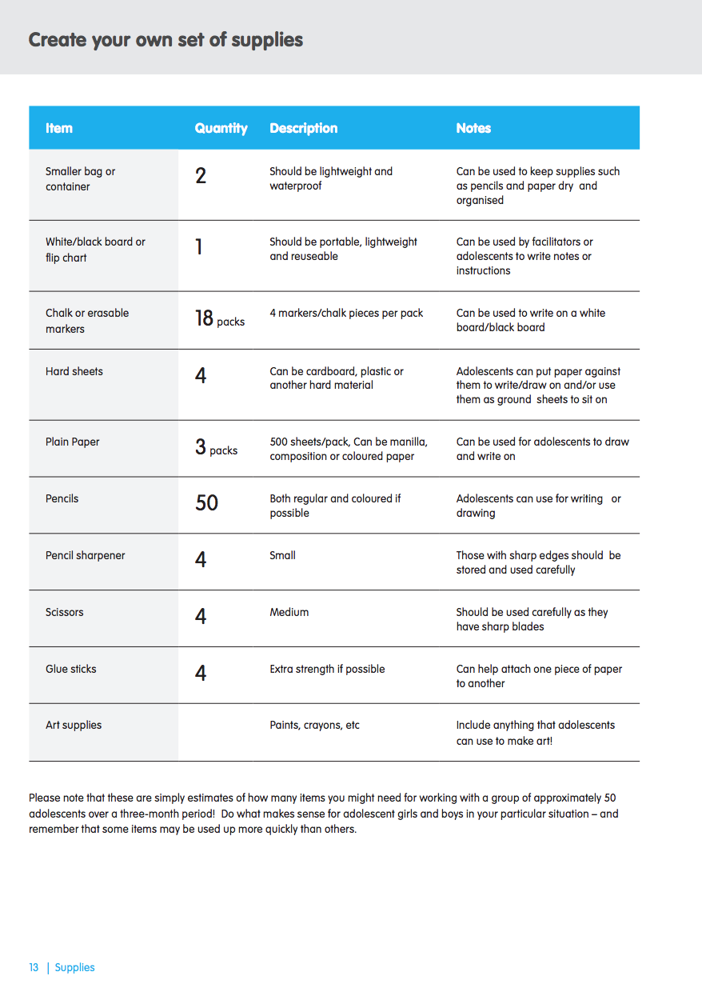 Create your own set of supplies
Item Quantity Description Notes
Smaller bag or
container
2
Should be lightweight and
waterproof
Can be used to keep supplies such
as pencils and paper dry and
organised
White/black board or
flip chart
1
Should be portable, lightweight
and reuseable
Can be used by facilitators or
adolescents to write notes or
instructions
Chalk or erasable
markers
18 packs
4 markers/chalk pieces per pack
Can be used to write on a white
board/black board
Hard sheets
4
Can be cardboard, plastic or
another hard material
Adolescents can put paper against
them to write/draw on and/or use
them as ground sheets to sit on
Plain Paper
3 packs
500 sheets/pack, Can be manilla,
composition or coloured paper
Can be used for adolescents to draw
and write on
Pencils
50
Both regular and coloured if
possible
Adolescents can use for writing or
drawing
Pencil sharpener
4
Small
Those with sharp edges should be
stored and used carefully
Scissors
4
Medium
Should be used carefully as they
have sharp blades
Glue sticks
4
Extra strength if possible
Can help attach one piece of paper
to another
Art supplies
Paints, crayons, etc
Include anything that adolescents
can use to make art!
Please note that these are simply estimates of how many items you might need for working with a group of approximately 50
adolescents over a three-month period! Do what makes sense for adolescent girls and boys in your particular situation – and
remember that some items may be used up more quickly than others.
13 | Supplies